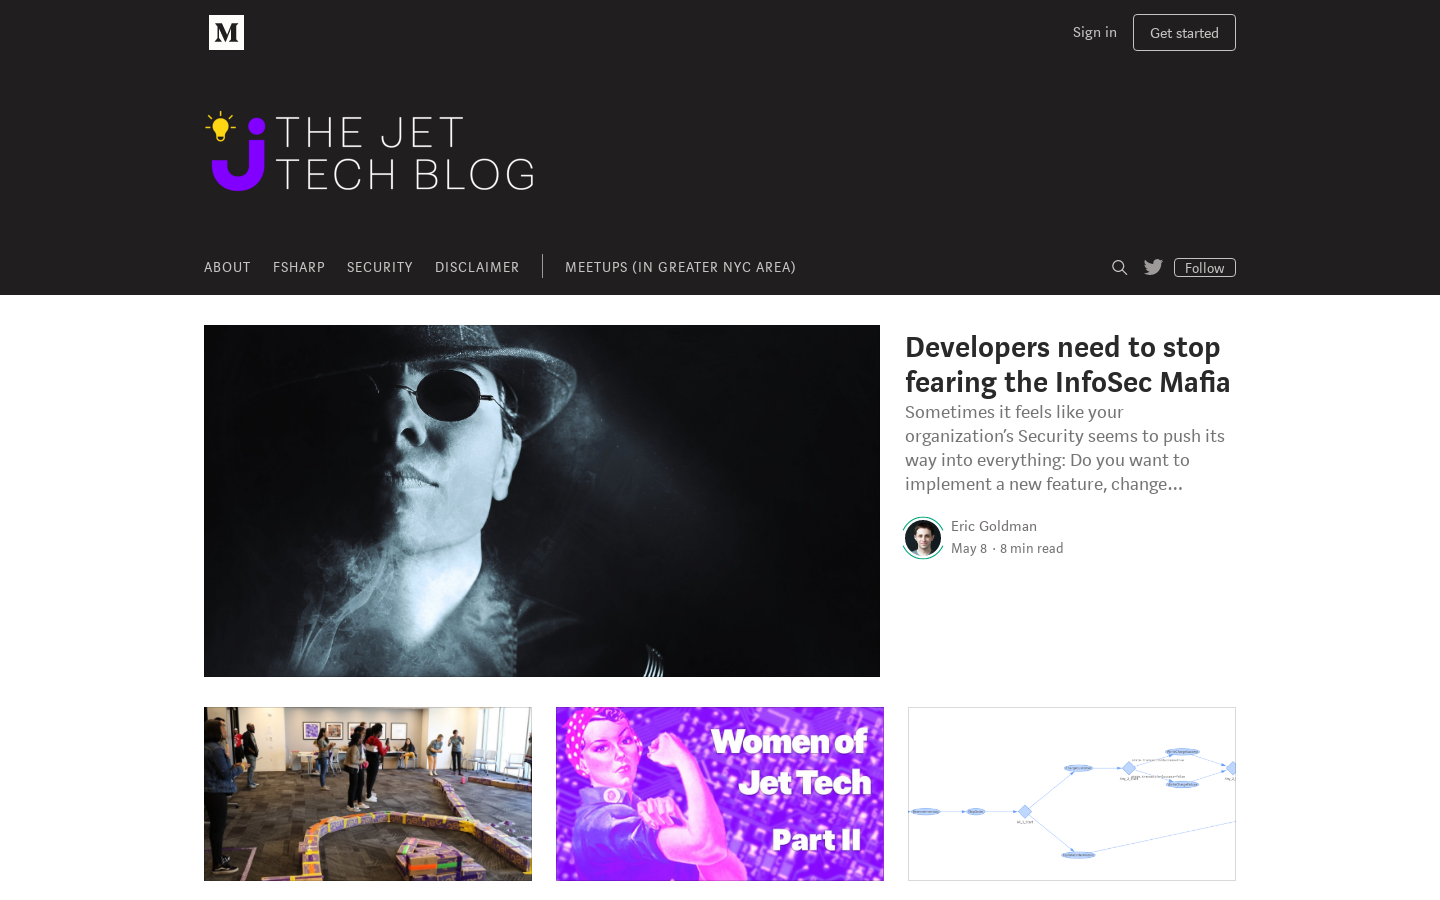 M
Sign in
Get started
THE JET
TECH BLOG
ABOUT
FSHARP
SECURITY
DISCLAIMER
MEETUPS (IN GREATER NYC AREA)
Follow
Developers need to stop
fearing the InfoSec Mafia
Sometimes it feels like your
organization’s Security seems to push its
way into everything: Do you want to
implement a new feature, change…
Eric Goldman
May 8 · 8 min read
Women of
Jet Tech
Part II